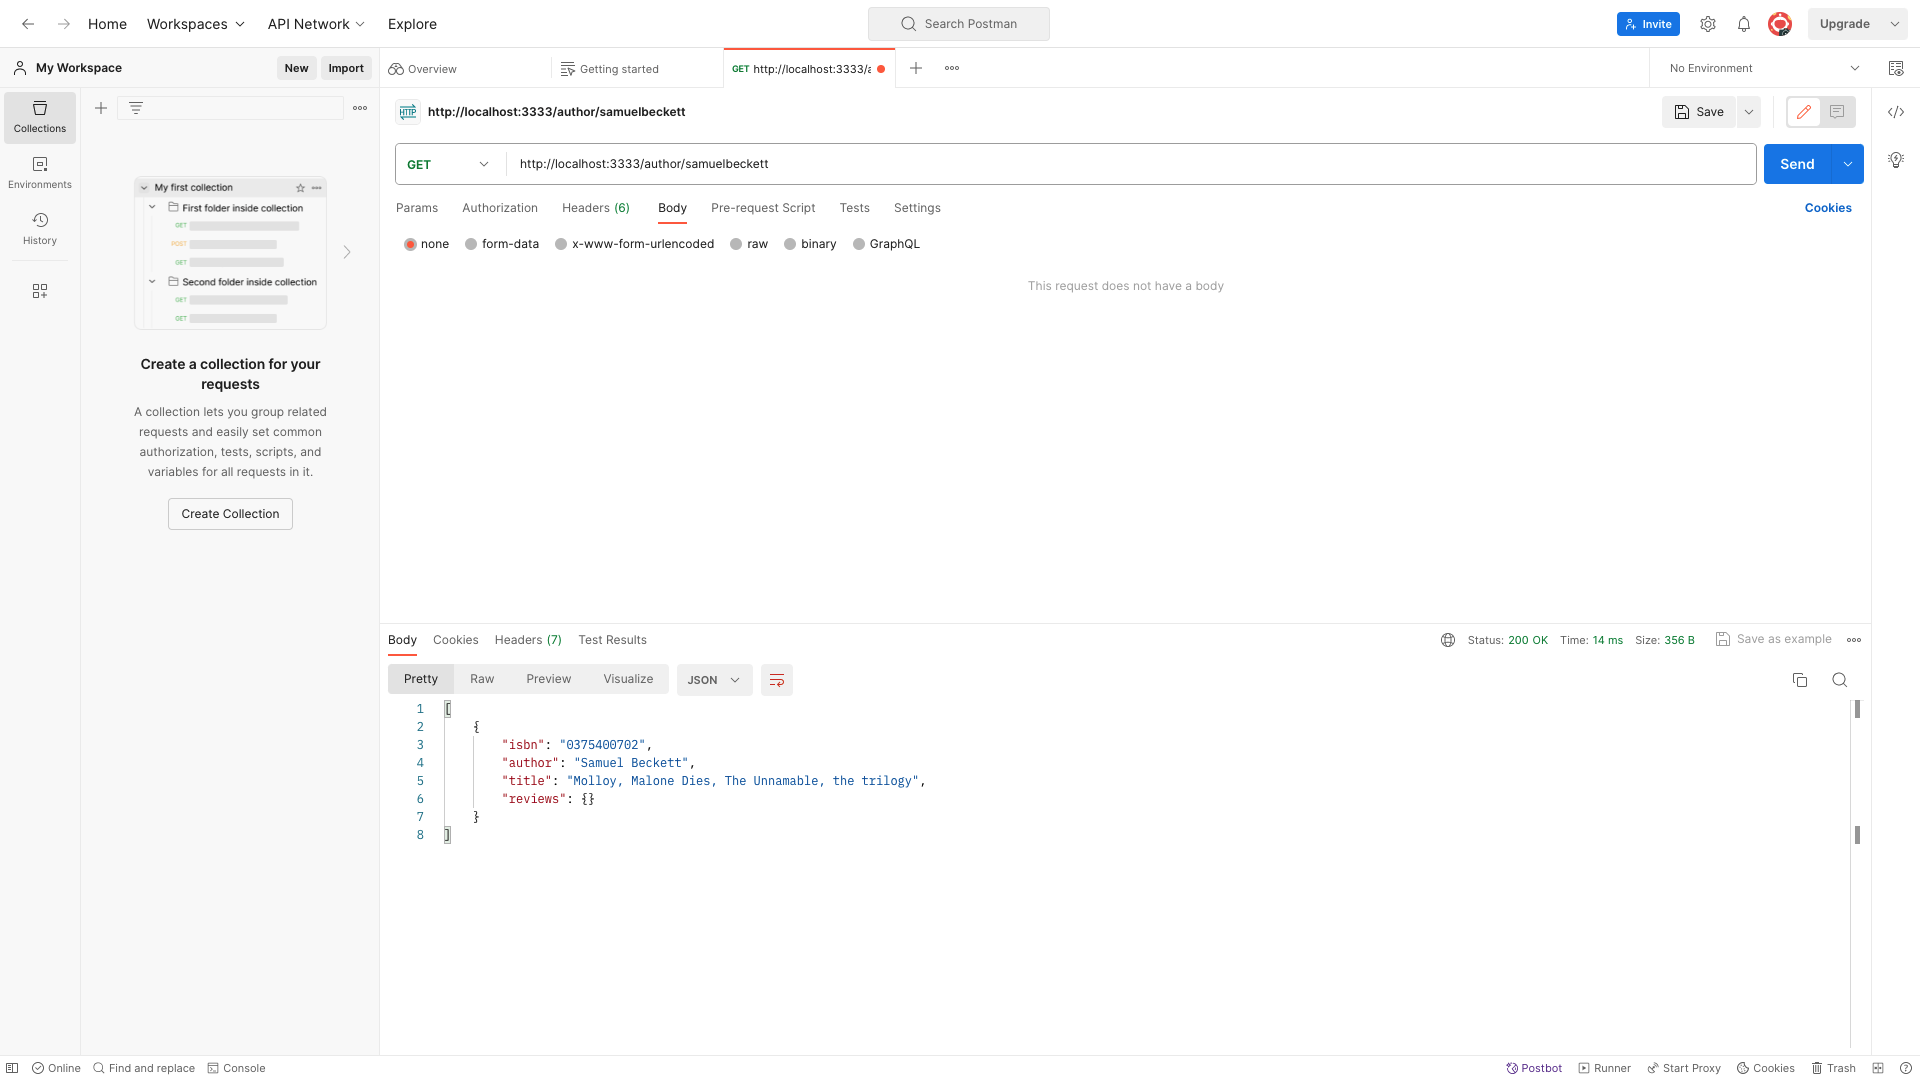 Home Workspaces API Network Explore Search Postman Invite Upgrade
My Workspace New Import Overview Getting started GET http://localhost:3333/a No Environment
HTTP http://localhost:3333/author/samuelbeckett Save
Collections
Environments
History
My first collection
First folder inside collection
GET
POST
GET
Second folder inside collection
GET
GET
Create a collection for your
requests
A collection lets you group related
requests and easily set common
authorization, tests, scripts, and
variables for all requests in it.
Create Collection
GET http://localhost:3333/author/samuelbeckett Send
Params Authorization Headers (6) Body Pre-request Script Tests Settings Cookies
none form-data x-www-form-urlencoded raw binary GraphQL
This request does not have a body
Body Cookies Headers (7) Test Results Status: 200 OK Time: 14 ms Size: 356 B Save as example
Pretty Raw Preview Visualize JSON
1 [
2 {
3 "isbn": "0375400702",
4 "author": "Samuel Beckett",
5 "title": "Molloy, Malone Dies, The Unnamable, the trilogy",
6 "reviews": {}
7 }
8 ]
Online Find and replace Console Postbot Runner Start Proxy Cookies Trash